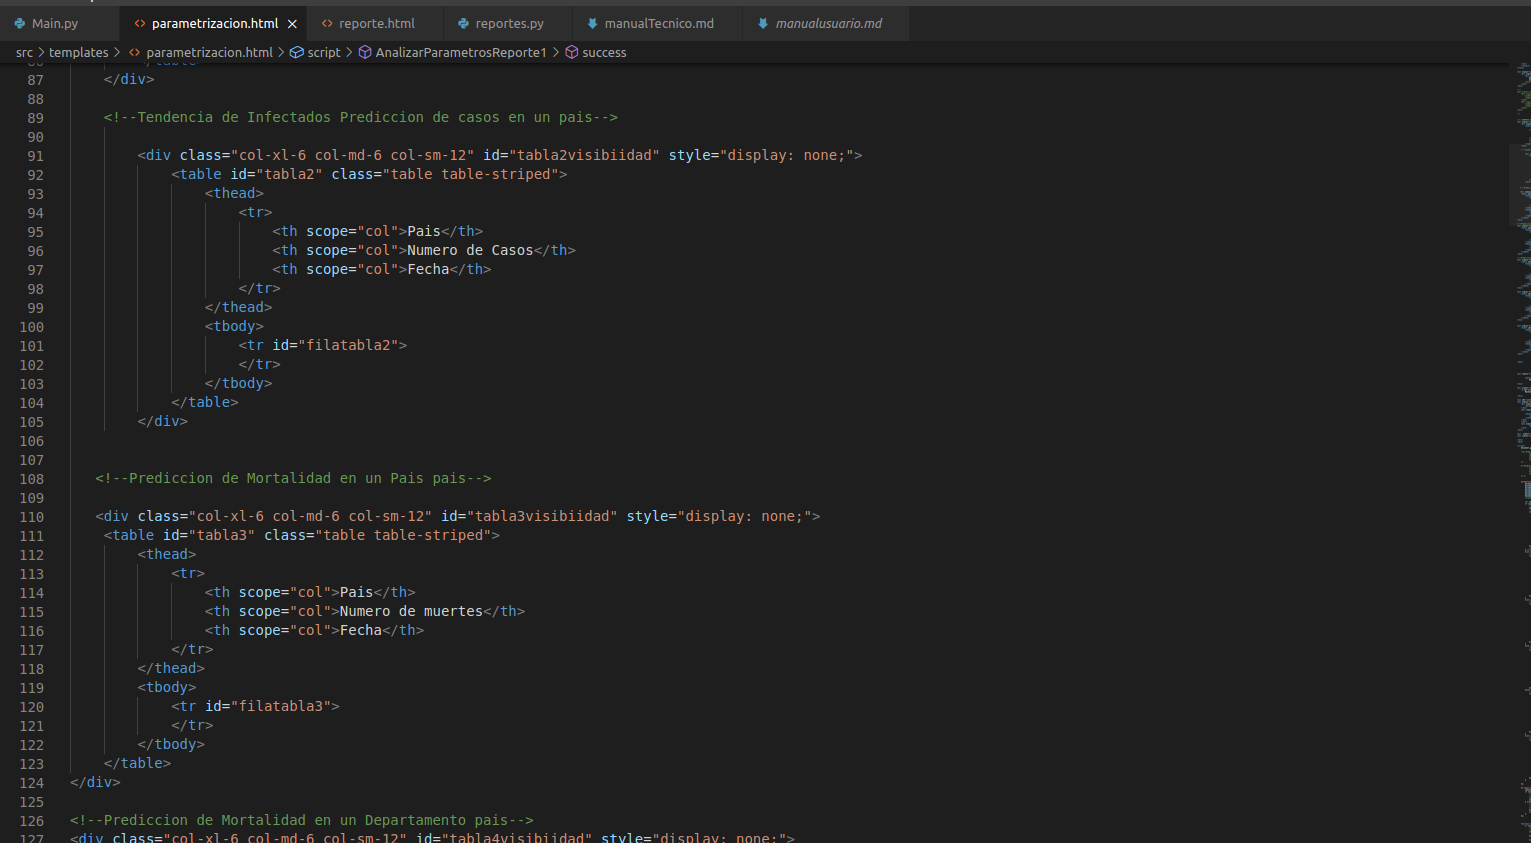 Main.py parametrizacion.html reporte.html reportes.py manualTecnico.md manualusuario.md
src > templates > parametrizacion.html > script > AnalizarParametrosReporte1 > success
87 </div>
88
89 <!--Tendencia de Infectados Prediccion de casos en un pais-->
90
91 <div class="col-xl-6 col-md-6 col-sm-12" id="tabla2visibiidad" style="display: none;">
92 <table id="tabla2" class="table table-striped">
93 <thead>
94 <tr>
95 <th scope="col">Pais</th>
96 <th scope="col">Numero de Casos</th>
97 <th scope="col">Fecha</th>
98 </tr>
99 </thead>
100 <tbody>
101 <tr id="filatabla2">
102 </tr>
103 </tbody>
104 </table>
105 </div>
106
107
108 <!--Prediccion de Mortalidad en un Pais pais-->
109
110 <div class="col-xl-6 col-md-6 col-sm-12" id="tabla3visibiidad" style="display: none;">
111 <table id="tabla3" class="table table-striped">
112 <thead>
113 <tr>
114 <th scope="col">Pais</th>
115 <th scope="col">Numero de muertes</th>
116 <th scope="col">Fecha</th>
117 </tr>
118 </thead>
119 <tbody>
120 <tr id="filatabla3">
121 </tr>
122 </tbody>
123 </table>
124 </div>
125
126 <!--Prediccion de Mortalidad en un Departamento pais-->
127 <div class="col-xl-6 col-md-6 col-sm-12" id="tabla4visibiidad" style="display: none;">